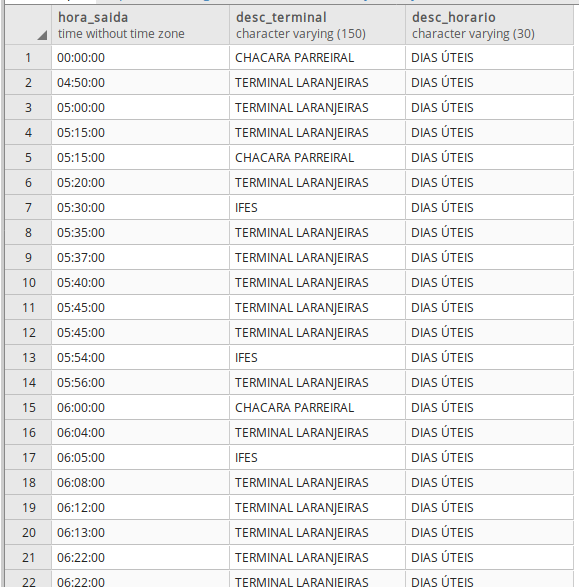 hora_saida desc_terminal desc_horario
time without time zone character varying (150) character varying (30)
1 00:00:00 CHACARA PARREIRAL DIAS ÚTEIS
2 04:50:00 TERMINAL LARANJEIRAS DIAS ÚTEIS
3 05:00:00 TERMINAL LARANJEIRAS DIAS ÚTEIS
4 05:15:00 TERMINAL LARANJEIRAS DIAS ÚTEIS
5 05:15:00 CHACARA PARREIRAL DIAS ÚTEIS
6 05:20:00 TERMINAL LARANJEIRAS DIAS ÚTEIS
7 05:30:00 IFES DIAS ÚTEIS
8 05:35:00 TERMINAL LARANJEIRAS DIAS ÚTEIS
9 05:37:00 TERMINAL LARANJEIRAS DIAS ÚTEIS
10 05:40:00 TERMINAL LARANJEIRAS DIAS ÚTEIS
11 05:45:00 TERMINAL LARANJEIRAS DIAS ÚTEIS
12 05:45:00 TERMINAL LARANJEIRAS DIAS ÚTEIS
13 05:54:00 IFES DIAS ÚTEIS
14 05:56:00 TERMINAL LARANJEIRAS DIAS ÚTEIS
15 06:00:00 CHACARA PARREIRAL DIAS ÚTEIS
16 06:04:00 TERMINAL LARANJEIRAS DIAS ÚTEIS
17 06:05:00 IFES DIAS ÚTEIS
18 06:08:00 TERMINAL LARANJEIRAS DIAS ÚTEIS
19 06:12:00 TERMINAL LARANJEIRAS DIAS ÚTEIS
20 06:13:00 TERMINAL LARANJEIRAS DIAS ÚTEIS
21 06:22:00 TERMINAL LARANJEIRAS DIAS ÚTEIS
22 06:22:00 TERMINAL LARANJEIRAS DIAS ÚTEIS